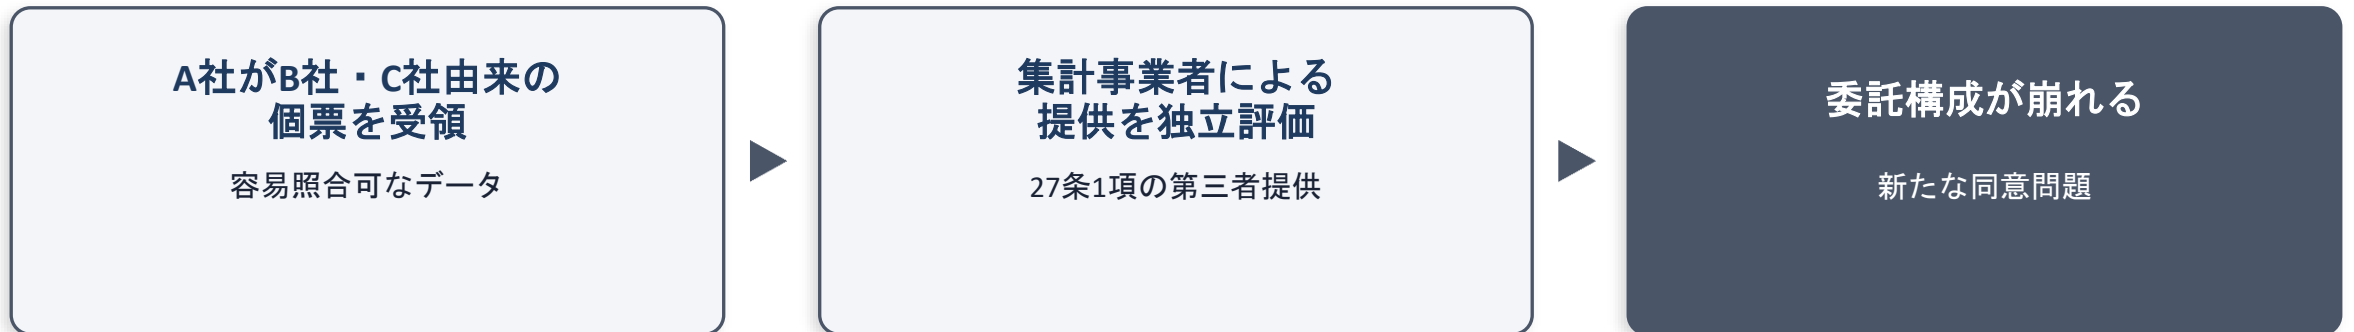 A社がB社・C社由来の
個票を受領
容易照合可なデータ
集計事業者による
提供を独立評価
27条1項の第三者提供
委託構成が崩れる
新たな同意問題